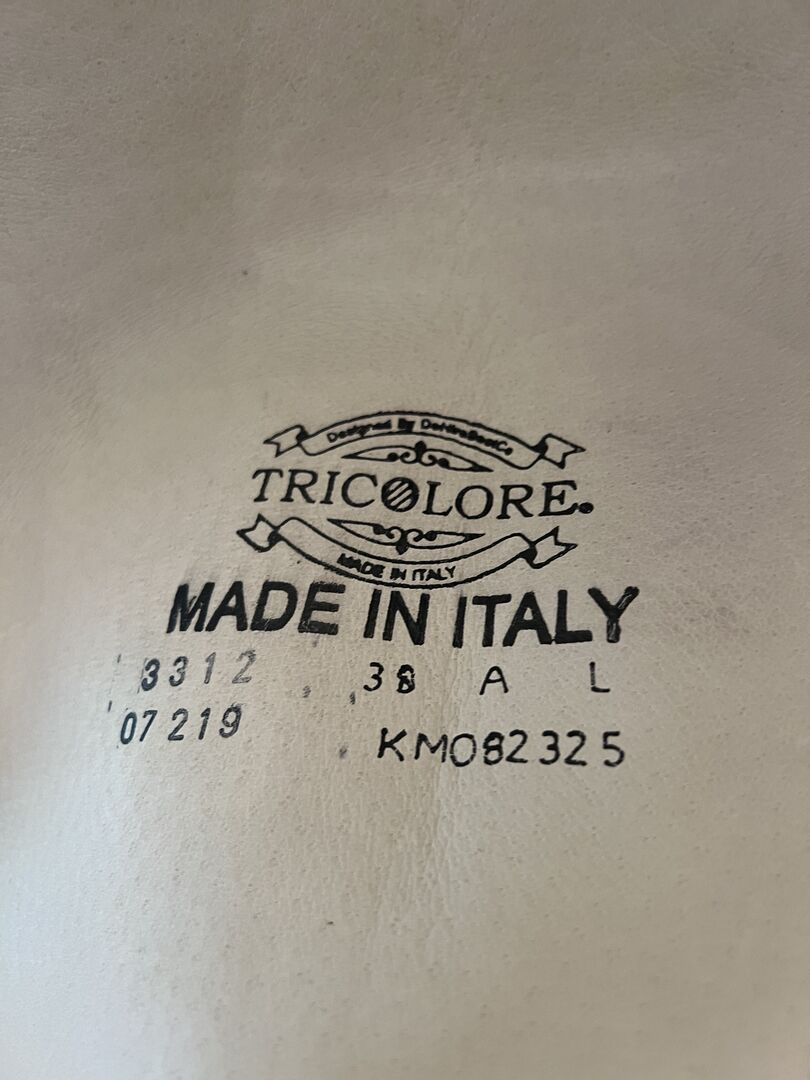 Designed By DeNiroBootCo
TRICOLORE.
MADE IN ITALY
MADE IN ITALY
3312 38 A L
07219 KM082325